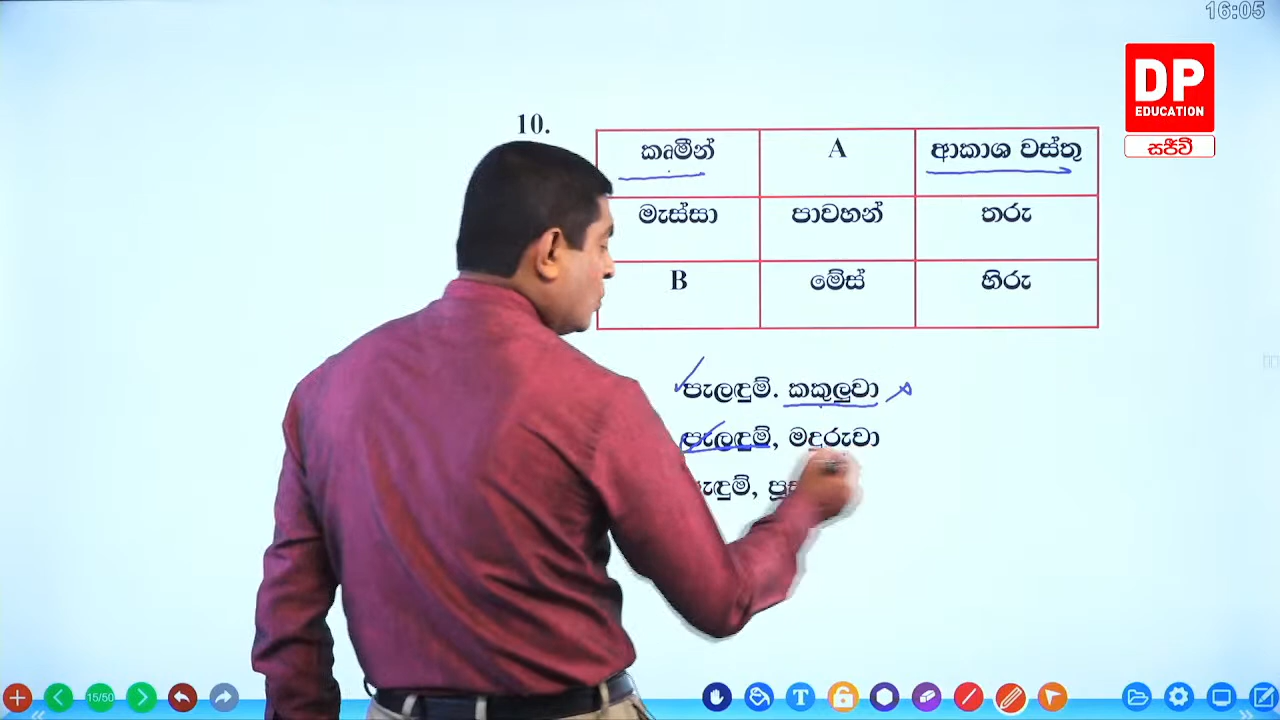 16:05
DP
EDUCATION
සජීවී
10.
කෘමීන් A ආකාශ වස්තු
මැස්සා පාවහන් තරු
B මේස් හිරු
පැලඳුම්. කකුලුවා
පැලඳුම්, මදුරුවා
15/50